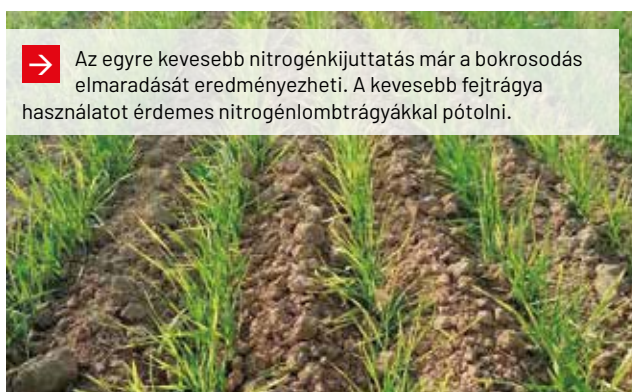 Az egyre kevesebb nitrogénkijuttatás már a bokrosodás
elmaradását eredményezheti. A kevesebb fejtrágya
használatot érdemes nitrogénlombtrágyákkal pótolni.